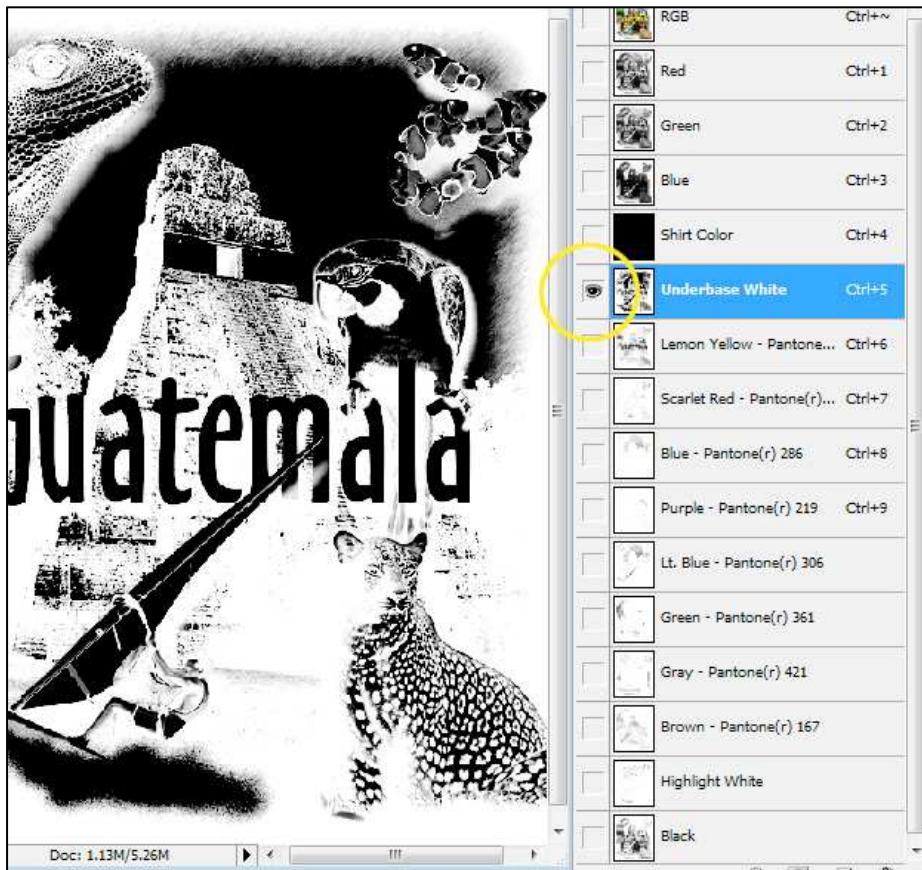 Guatemala
RGB Ctrl+~
Red Ctrl+1
Green Ctrl+2
Blue Ctrl+3
Shirt Color Ctrl+4
Underbase White Ctrl+5
Lemon Yellow - Pantone... Ctrl+6
Scarlet Red - Pantone(r)... Ctrl+7
Blue - Pantone(r) 286 Ctrl+8
Purple - Pantone(r) 219 Ctrl+9
Lt. Blue - Pantone(r) 306
Green - Pantone(r) 361
Gray - Pantone(r) 421
Brown - Pantone(r) 167
Highlight White
Black
Doc: 1.13M/5.26M